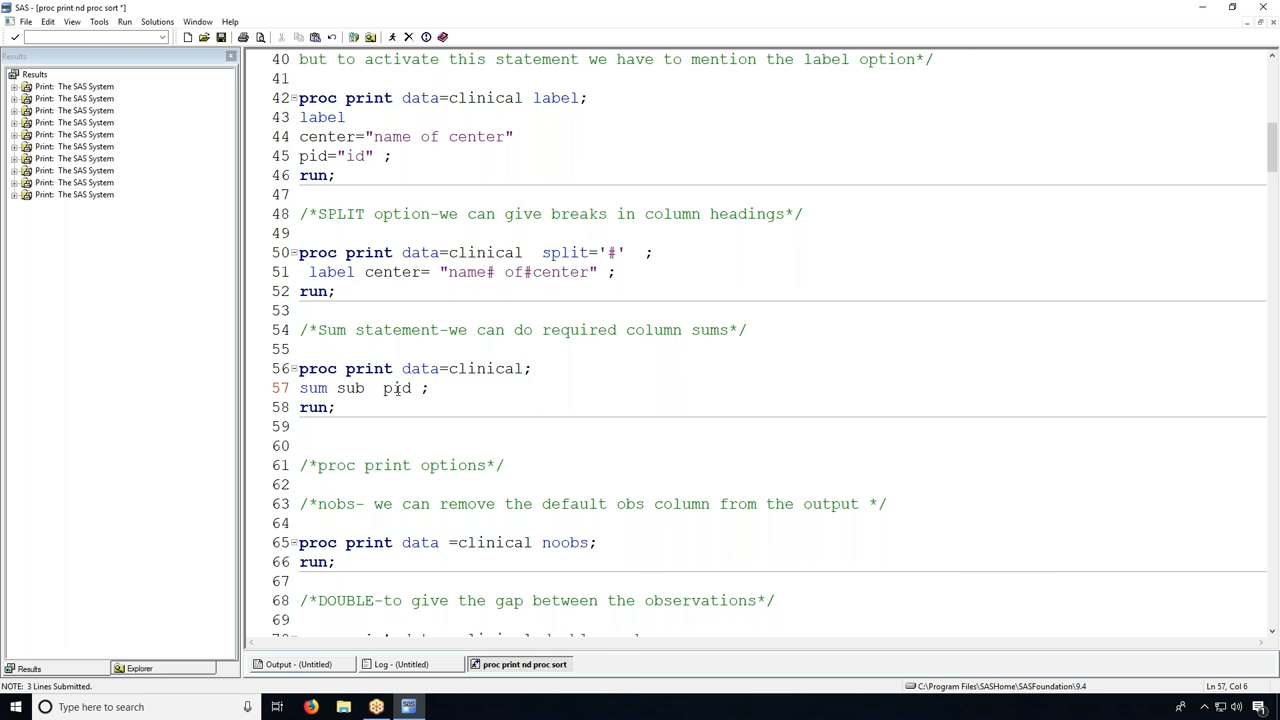 SAS - [proc print nd proc sort *]
File Edit View Tools Run Solutions Window Help
Results
Results
Print: The SAS System
Print: The SAS System
Print: The SAS System
Print: The SAS System
Print: The SAS System
Print: The SAS System
Print: The SAS System
Print: The SAS System
Print: The SAS System
Print: The SAS System
40 but to activate this statement we have to mention the label option*/
41
42 proc print data=clinical label;
43 label
44 center="name of center"
45 pid="id" ;
46 run;
47
48 /*SPLIT option-we can give breaks in column headings*/
49
50 proc print data=clinical split='#' ;
51 label center= "name# of#center" ;
52 run;
53
54 /*Sum statement-we can do required column sums*/
55
56 proc print data=clinical;
57 sum sub pid ;
58 run;
59
60
61 /*proc print options*/
62
63 /*nobs- we can remove the default obs column from the output */
64
65 proc print data =clinical noobs;
66 run;
67
68 /*DOUBLE-to give the gap between the observations*/
69
Results Explorer
Output - (Untitled) Log - (Untitled) proc print nd proc sort
NOTE: 3 Lines Submitted.
C:\Program Files\SASHome\SASFoundation\9.4
Ln 57, Col 6
Type here to search